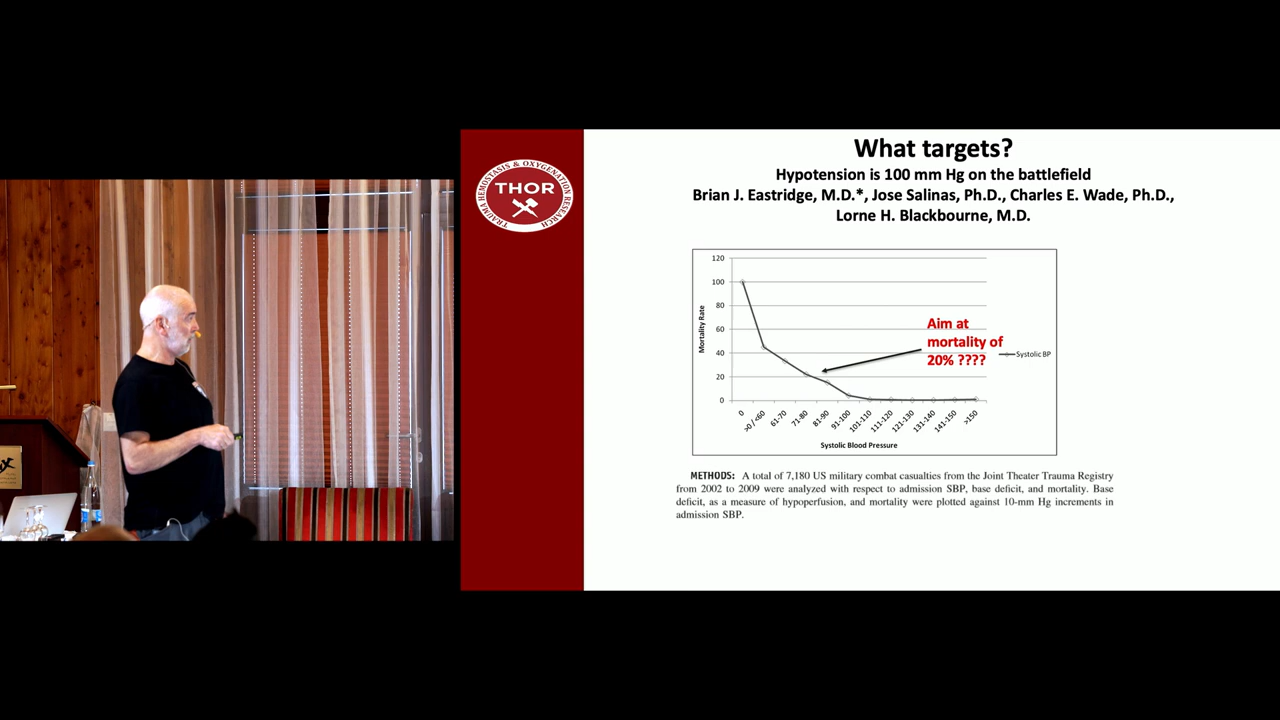 What targets?
Hypotension is 100 mm Hg on the battlefield
Brian J. Eastridge, M.D.*, Jose Salinas, Ph.D., Charles E. Wade, Ph.D.,
Lorne H. Blackbourne, M.D.
TRAUMA HEMOSTASIS & OXYGENATION RESEARCH
THOR
120
100
80
60
40
20
0
Mortality Rate
Aim at
mortality of
20% ????
Systolic BP
0
>0 / <60
61-70
71-80
81-90
91-100
101-110
111-120
121-130
131-140
141-150
>150
Systolic Blood Pressure
METHODS: A total of 7,180 US military combat casualties from the Joint Theater Trauma Registry
from 2002 to 2009 were analyzed with respect to admission SBP, base deficit, and mortality. Base
deficit, as a measure of hypoperfusion, and mortality were plotted against 10-mm Hg increments in
admission SBP.